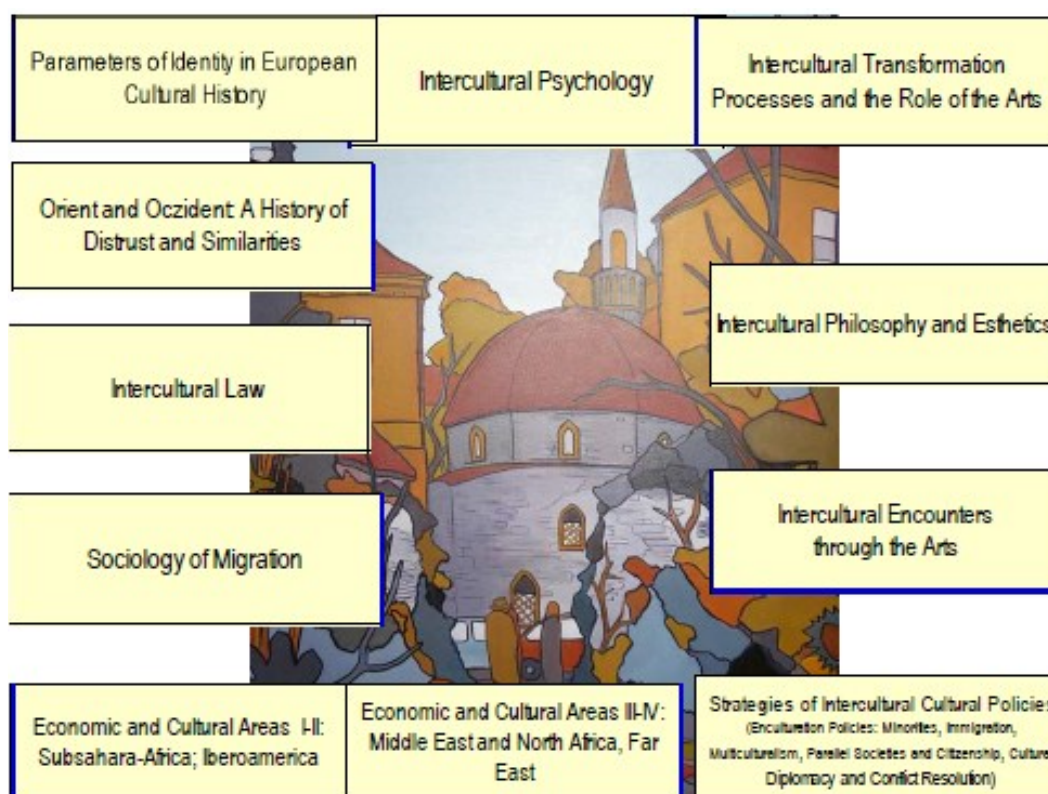 Parameters of Identity in European
Cultural History
Intercultural Psychology
Intercultural Transformation
Processes and the Role of the Arts
Orient and Oczident: A History of
Distrust and Similarities
Intercultural Philosophy and Esthetics
Intercultural Law
Intercultural Encounters
through the Arts
Sociology of Migration
Economic and Cultural Areas I-II:
Subsahara-Africa; Iberoamerica
Economic and Cultural Areas III-IV:
Middle East and North Africa, Far
East
Strategies of Intercultural Cultural Policies
(Enculturation Policies: Minorities, Immigration,
Multiculturalism, Parallel Societies and Citizenship, Cultura
Diplomacy and Conflict Resolution)